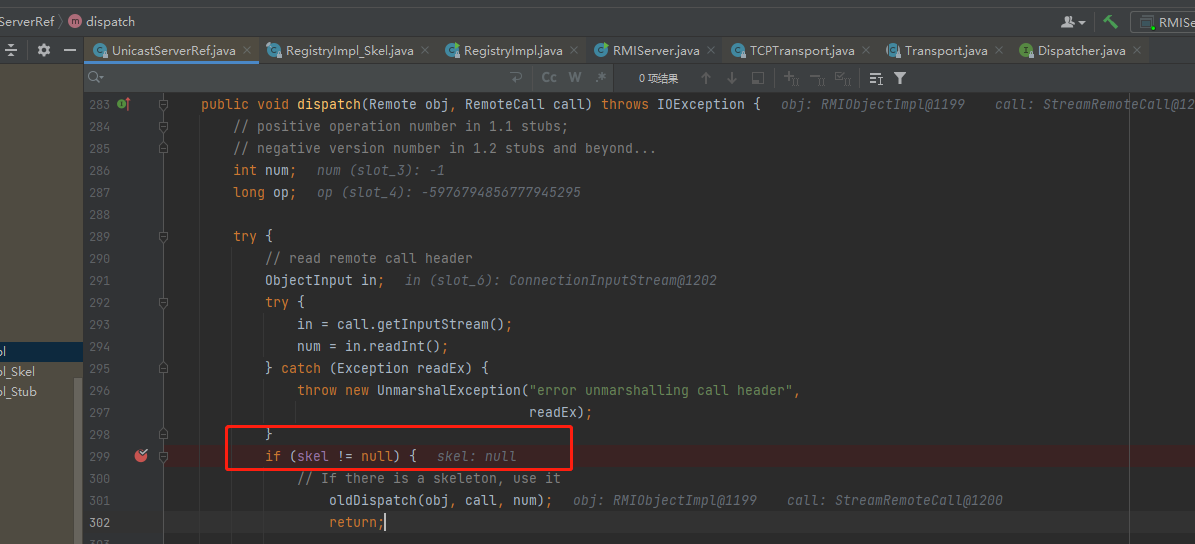 ServerRef › m dispatch
RMISe
UnicastServerRef.java × RegistryImpl_Skel.java × RegistryImpl.java × RMIServer.java × TCPTransport.java × Transport.java × Dispatcher.java ×
Cc W .* 0 项结果
283 public void dispatch(Remote obj, RemoteCall call) throws IOException { obj: RMIObjectImpl@1199 call: StreamRemoteCall@12
284 // positive operation number in 1.1 stubs;
285 // negative version number in 1.2 stubs and beyond...
286 int num; num (slot_3): -1
287 long op; op (slot_4): -5976794856777945295
288
289 try {
290 // read remote call header
291 ObjectInput in; in (slot_6): ConnectionInputStream@1202
292 try {
293 in = call.getInputStream();
294 num = in.readInt();
295 } catch (Exception readEx) {
296 throw new UnmarshalException("error unmarshalling call header",
297 readEx);
298 }
299 if (skel != null) { skel: null
300 // If there is a skeleton, use it
301 oldDispatch(obj, call, num); obj: RMIObjectImpl@1199 call: StreamRemoteCall@1200
302 return;
303
pl
pl_Skel
pl_Stub